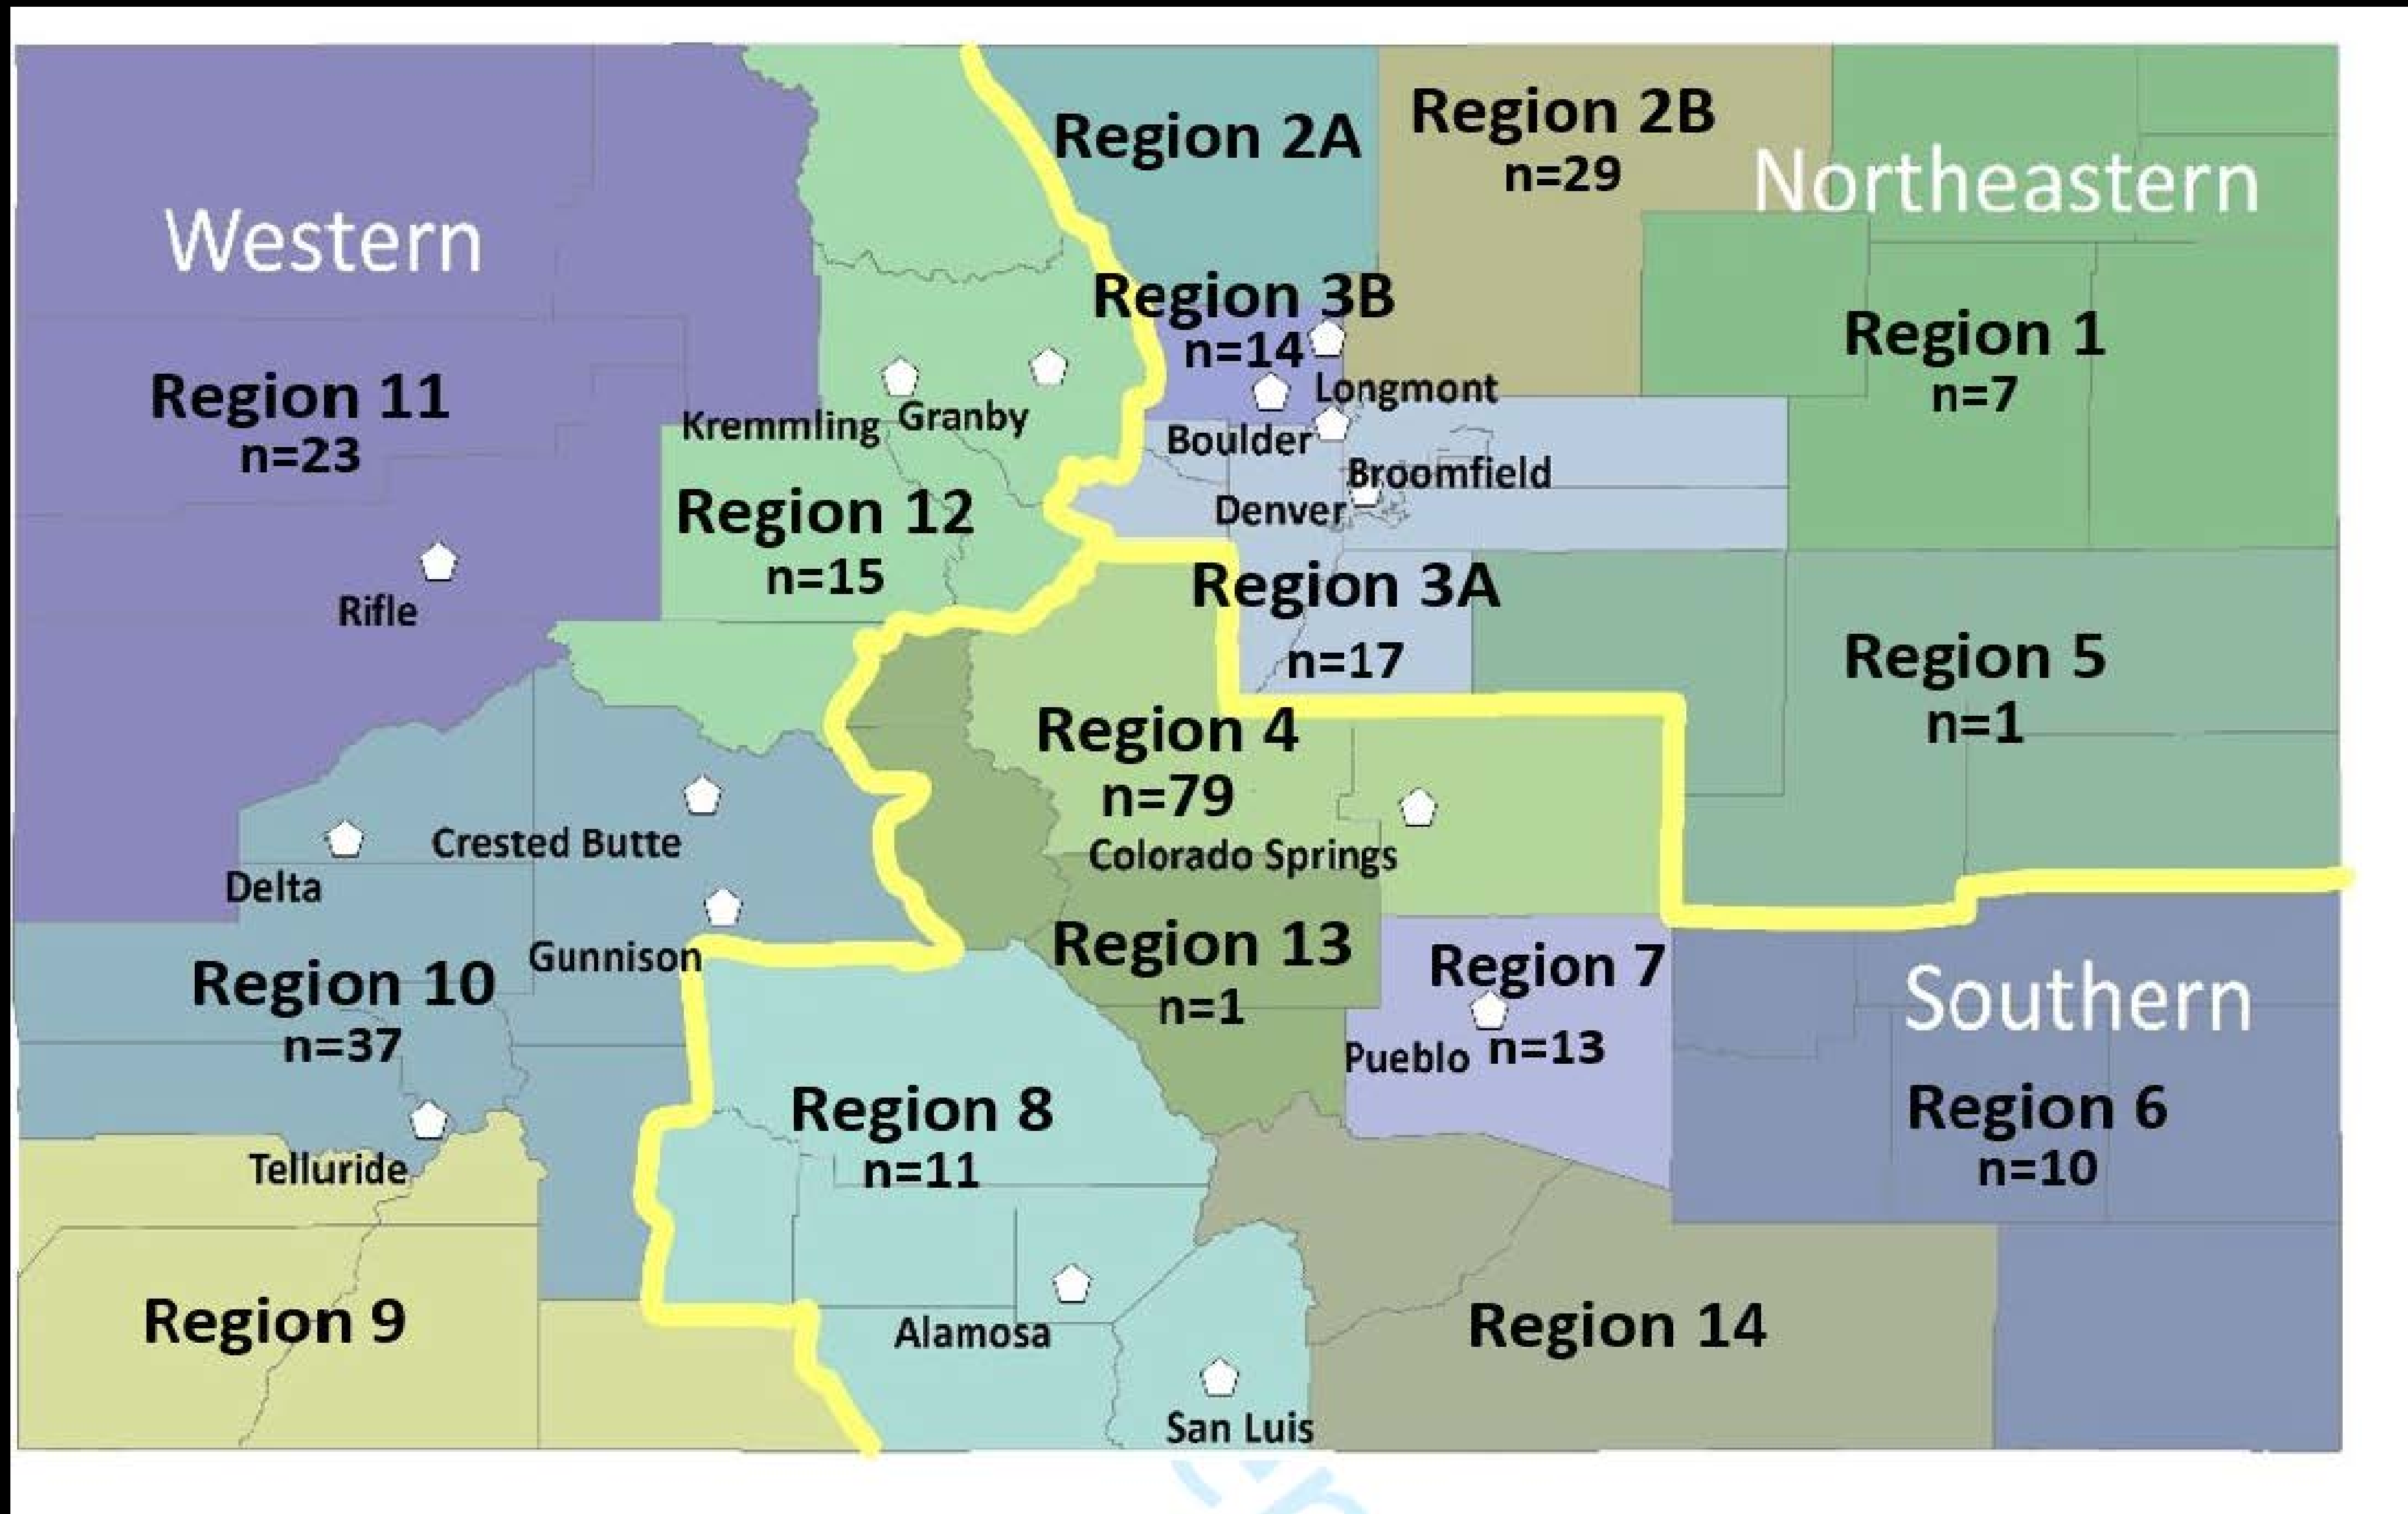 Region 2A
Region 2B
n=29
Northeastern
Western
Region 3B
n=14
Region 1
n=7
Region 11
n=23
Kremmling
Granby
Longmont
Boulder
Broomfield
Denver
Region 12
n=15
Rifle
Region 3A
n=17
Region 5
n=1
Region 4
n=79
Colorado Springs
Crested Butte
Delta
Gunnison
Region 10
n=37
Region 13
n=1
Region 7
Pueblo n=13
Southern
Region 6
n=10
Region 8
n=11
Telluride
Region 9
Alamosa
Region 14
San Luis